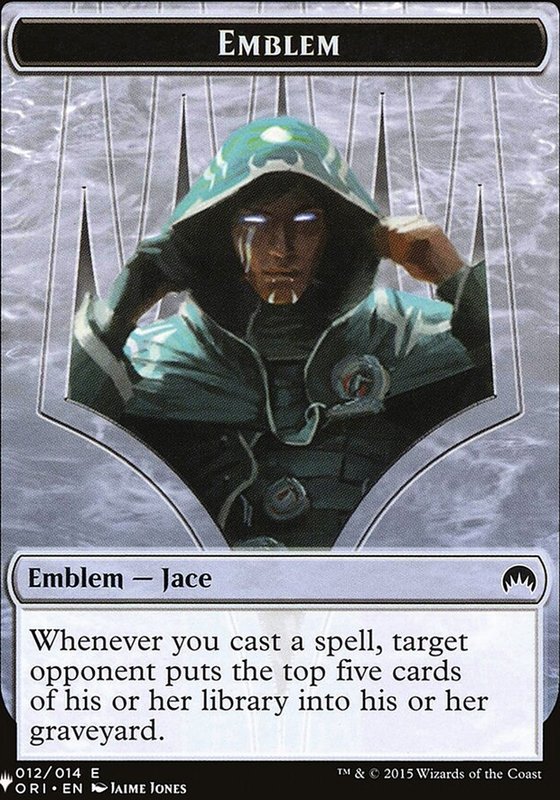 EMBLEM
Emblem — Jace
Whenever you cast a spell, target
opponent puts the top five cards
of his or her library into his or her
graveyard.
012/014 E
ORI • EN JAIME JONES
™ & © 2015 Wizards of the Coast